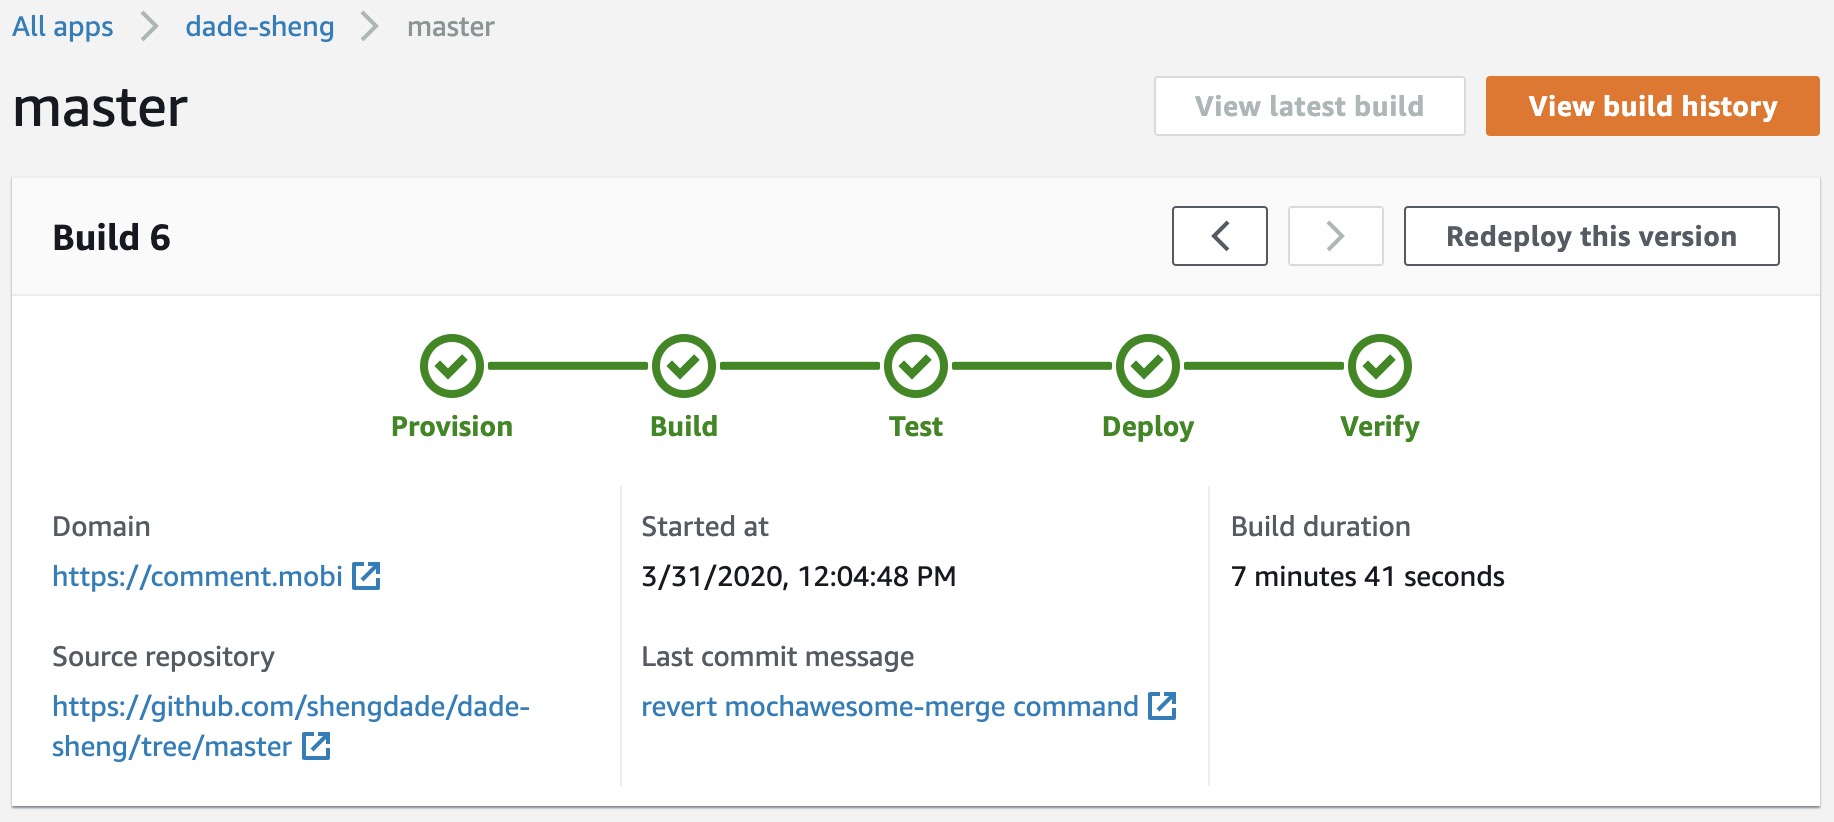 All apps > dade-sheng > master
master
View latest build
View build history
Build 6
Redeploy this version
Provision
Build
Test
Deploy
Verify
Domain
https://comment.mobi
Started at
3/31/2020, 12:04:48 PM
Build duration
7 minutes 41 seconds
Source repository
https://github.com/shengdade/dade-
sheng/tree/master
Last commit message
revert mochawesome-merge command